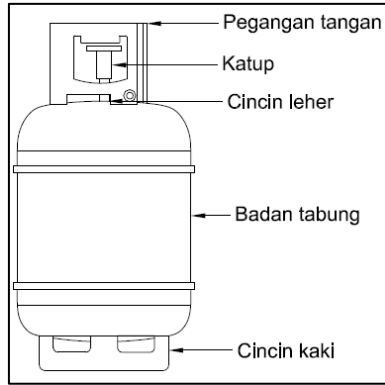 Pegangan tangan
Katup
Cincin leher
Badan tabung
Cincin kaki